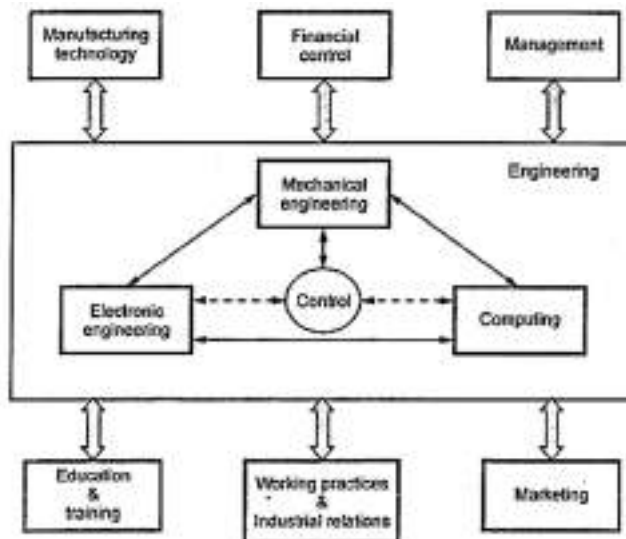 Manufacturing
technology
Financial
control
Management
Engineering
Mechanical
engineering
Control
Electronic
engineering
Computing
Education
&
training
Working practices
&
Industrial relations
Marketing